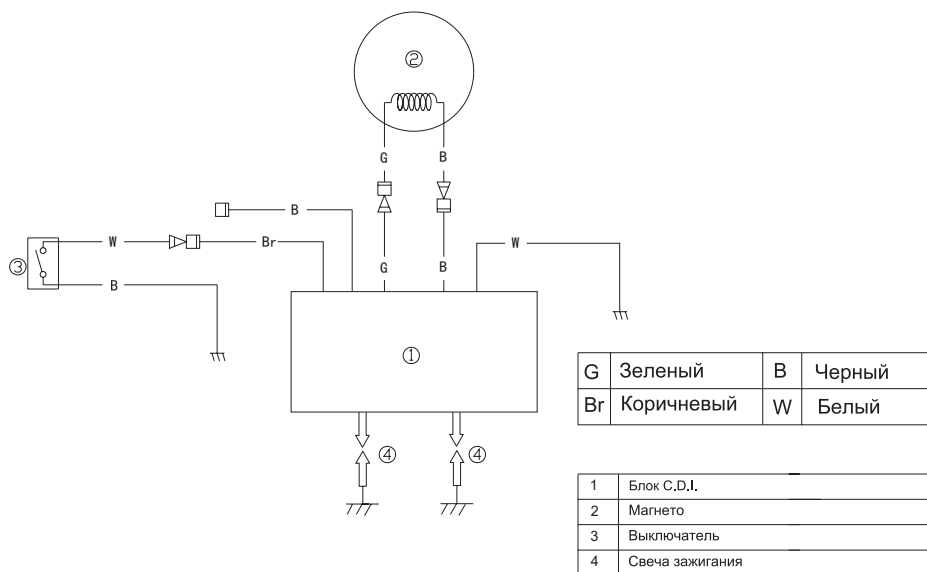 ②
G B
B
W Br W
③
G B
B
①
G Зеленый B Черный
Br Коричневый W Белый
④ ④
1 Блок C.D.I.
2 Магнето
3 Выключатель
4 Свеча зажигания